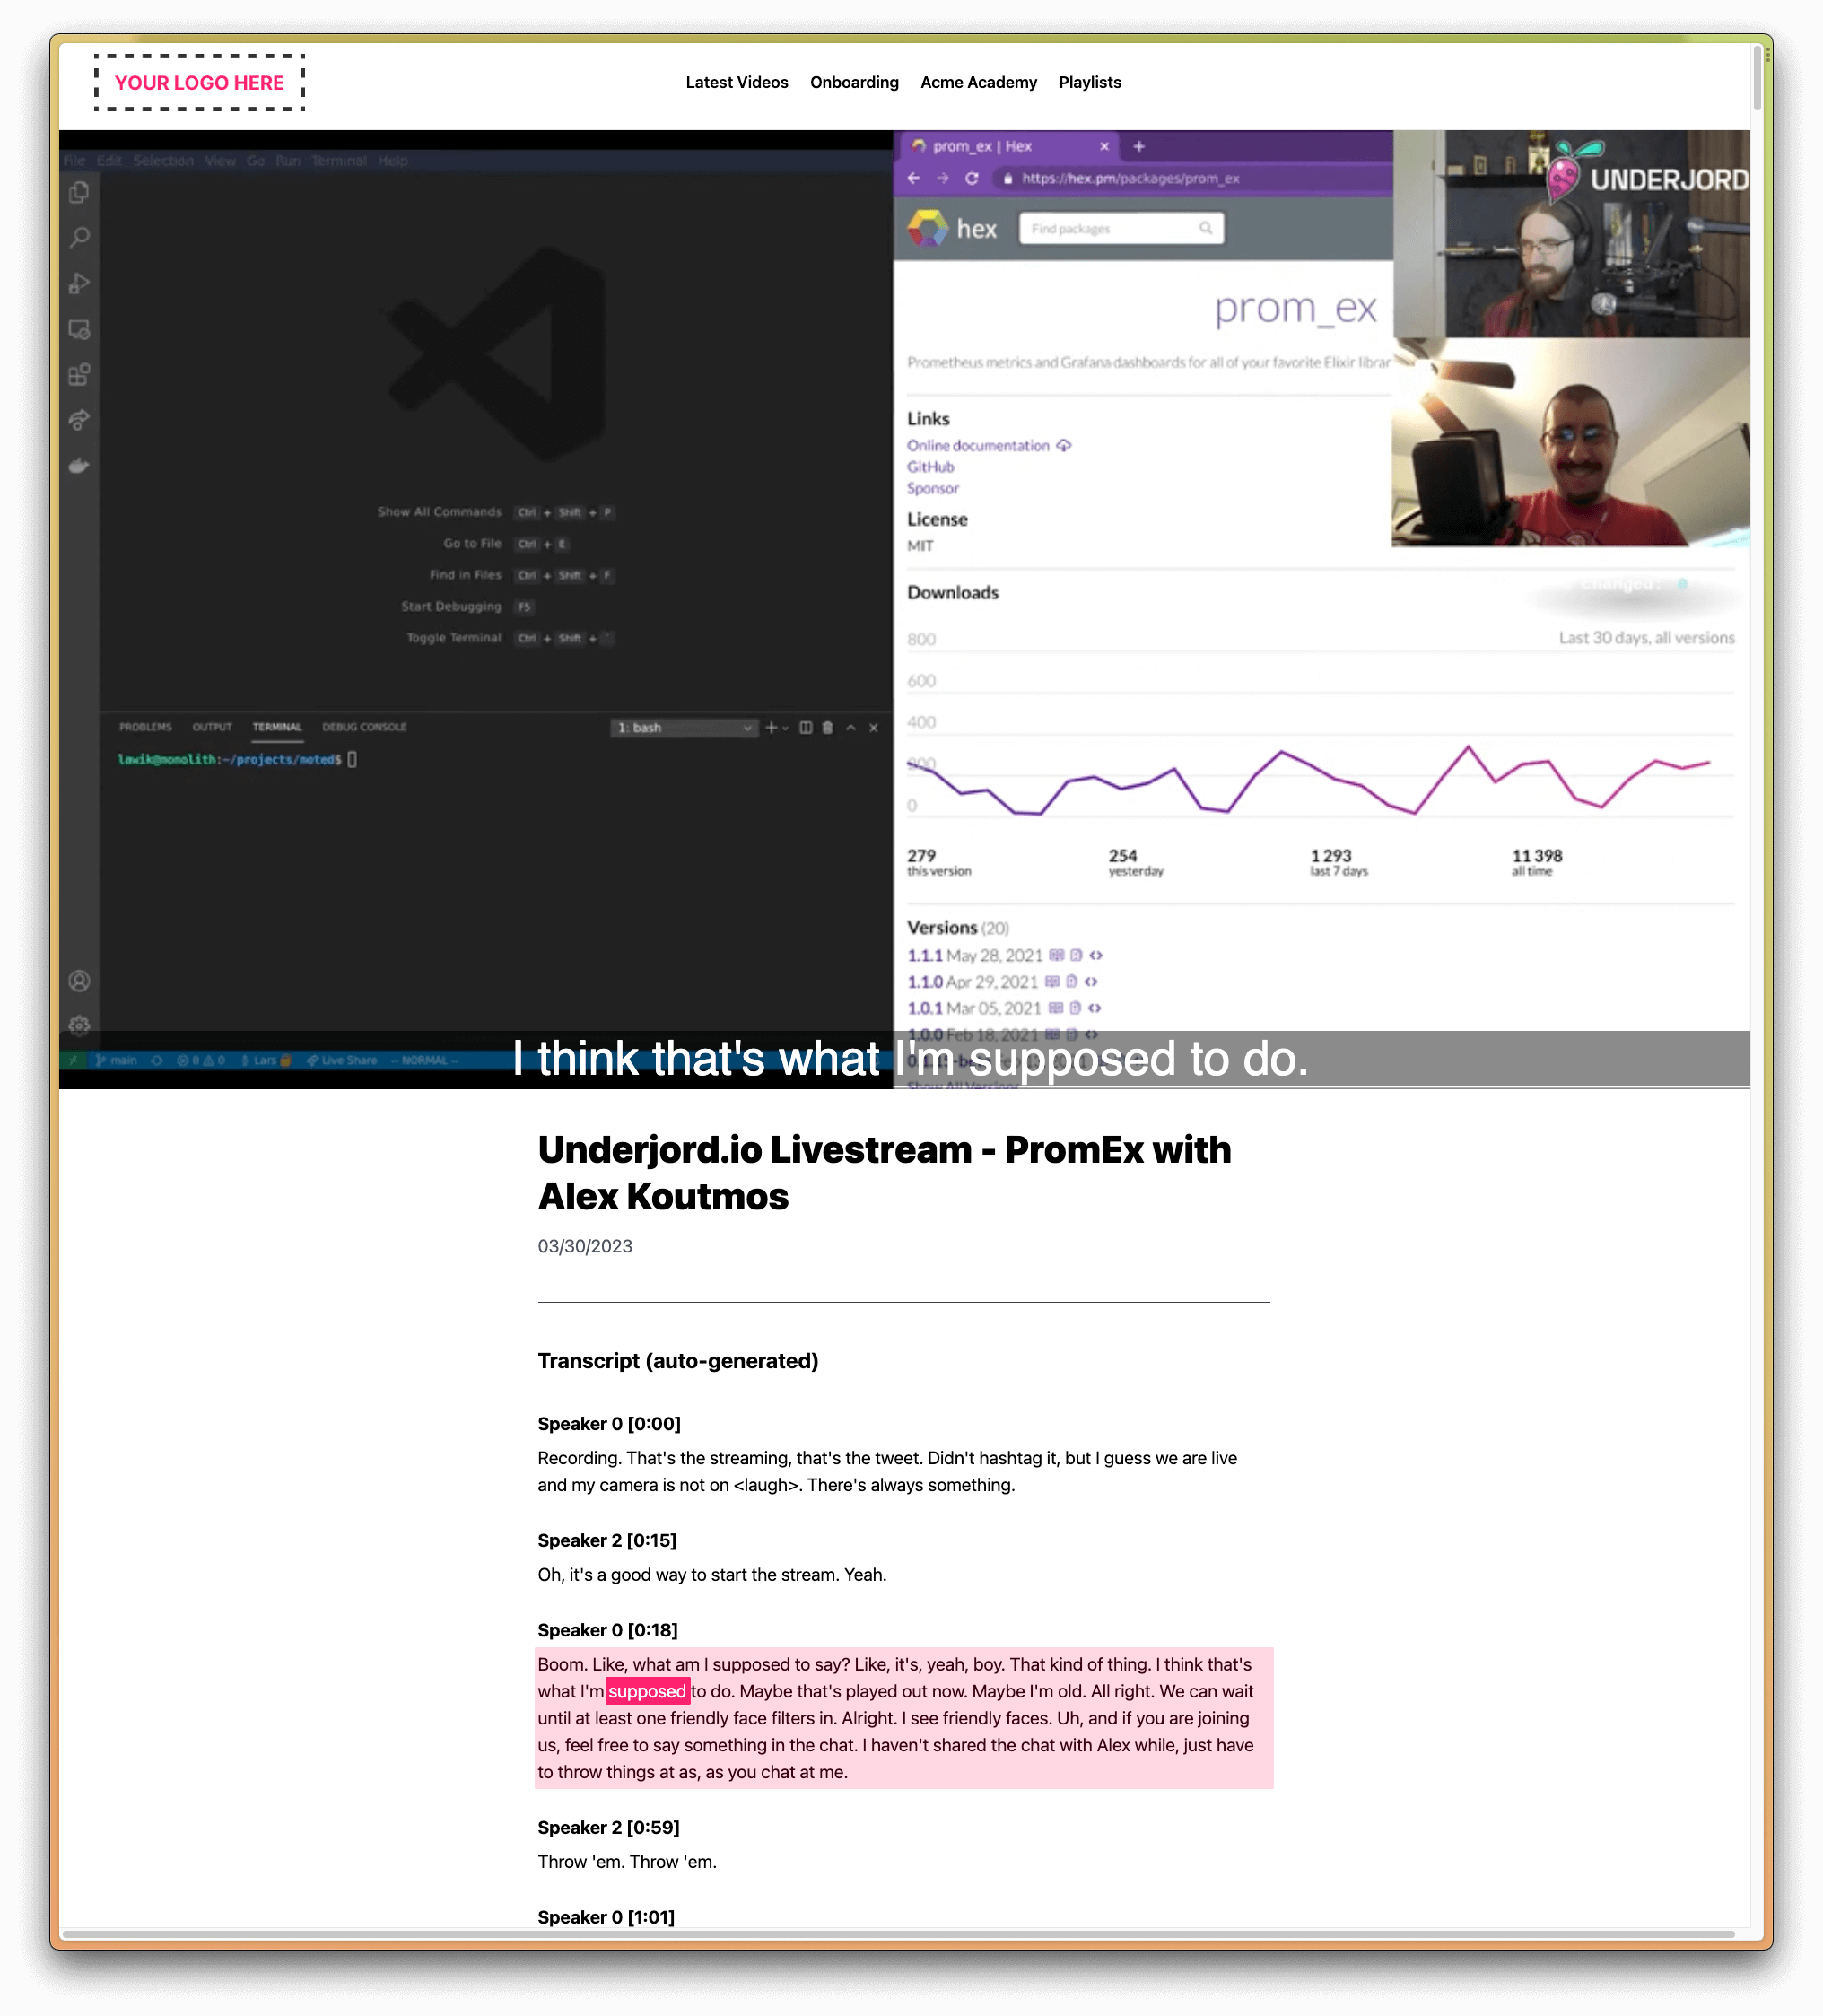 YOUR LOGO HERE
Latest Videos Onboarding Acme Academy Playlists
File Edit Selection View Go Run Terminal Help
prom_ex | Hex
https://hex.pm/packages/prom_ex
UNDERJORD
hex Find packages
prom_ex
Prometheus metrics and Grafana dashboards for all of your favorite Elixir librar
Links
Online documentation
GitHub
Sponsor
License
MIT
Show All Commands Ctrl + Shift + P
Go to File Ctrl + E
Find in Files Ctrl + Shift + F
Start Debugging F5
Toggle Terminal Ctrl + Shift + `
Downloads
Changed:
Last 30 days, all versions
800
600
400
200
0
PROBLEMS OUTPUT TERMINAL DEBUG CONSOLE 1: bash
lawik@monolith:~/projects/noted$
279 254 1 293 11 398
this version yesterday last 7 days all time
Versions (20)
1.1.1 May 28, 2021
1.1.0 Apr 29, 2021
1.0.1 Mar 05, 2021
1.0.0 Feb 18, 2021
Show All Versions
main 0 0 Lars Live Share -- NORMAL --
I think that's what I'm supposed to do.
Underjord.io Livestream - PromEx with
Alex Koutmos
03/30/2023
Transcript (auto-generated)
Speaker 0 [0:00]
Recording. That's the streaming, that's the tweet. Didn't hashtag it, but I guess we are live
and my camera is not on <laugh>. There's always something.
Speaker 2 [0:15]
Oh, it's a good way to start the stream. Yeah.
Speaker 0 [0:18]
Boom. Like, what am I supposed to say? Like, it's, yeah, boy. That kind of thing. I think that's
what I'm supposed to do. Maybe that's played out now. Maybe I'm old. All right. We can wait
until at least one friendly face filters in. Alright. I see friendly faces. Uh, and if you are joining
us, feel free to say something in the chat. I haven't shared the chat with Alex while, just have
to throw things at as, as you chat at me.
Speaker 2 [0:59]
Throw 'em. Throw 'em.
Speaker 0 [1:01]